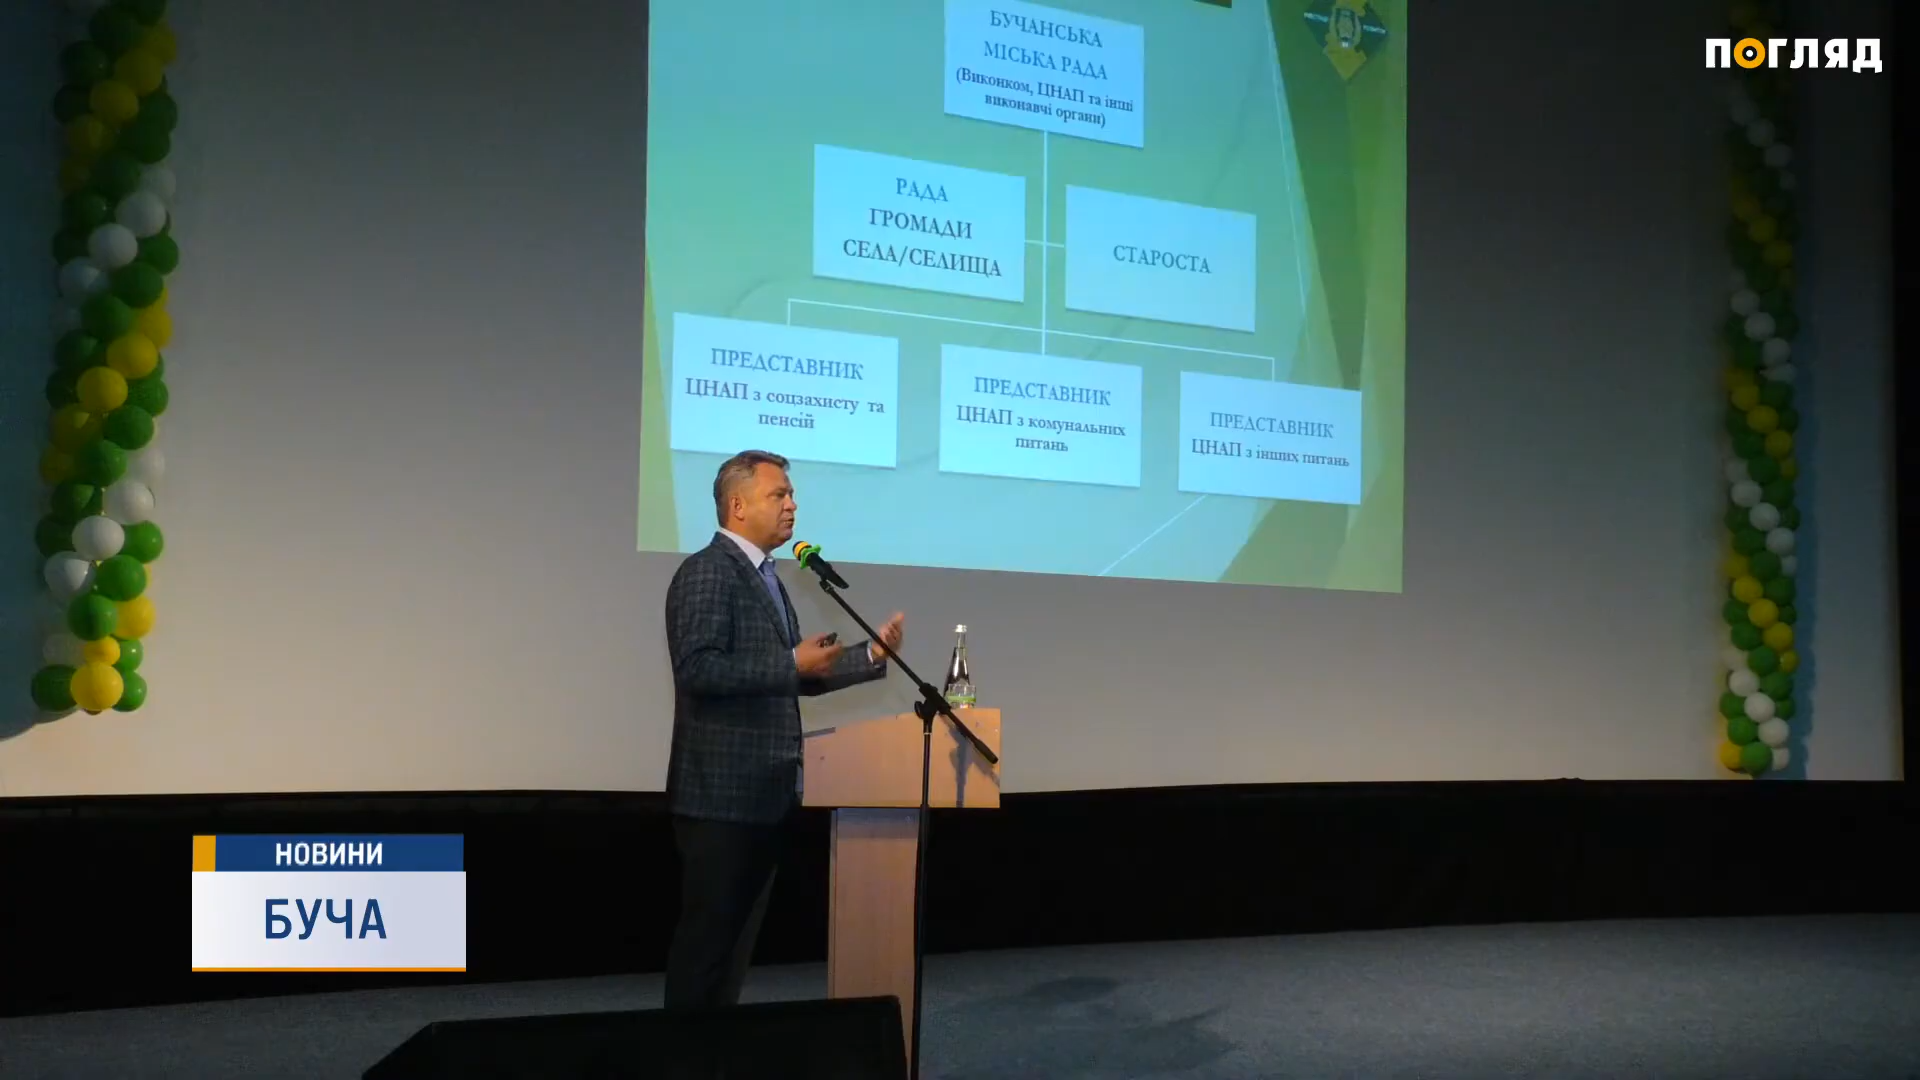 ПОГЛЯД
БУЧАНСЬКА
МІСЬКА РАДА
(Виконком, ЦНАП та інші
виконавчі органи)
РАДА
ГРОМАДИ
СЕЛА/СЕЛИЩА
СТАРОСТА
ПРЕДСТАВНИК
ЦНАП з соцзахисту та
пенсій
ПРЕДСТАВНИК
ЦНАП з комунальних
питань
ПРЕДСТАВНИК
ЦНАП з інших питань
НОВИНИ
БУЧА